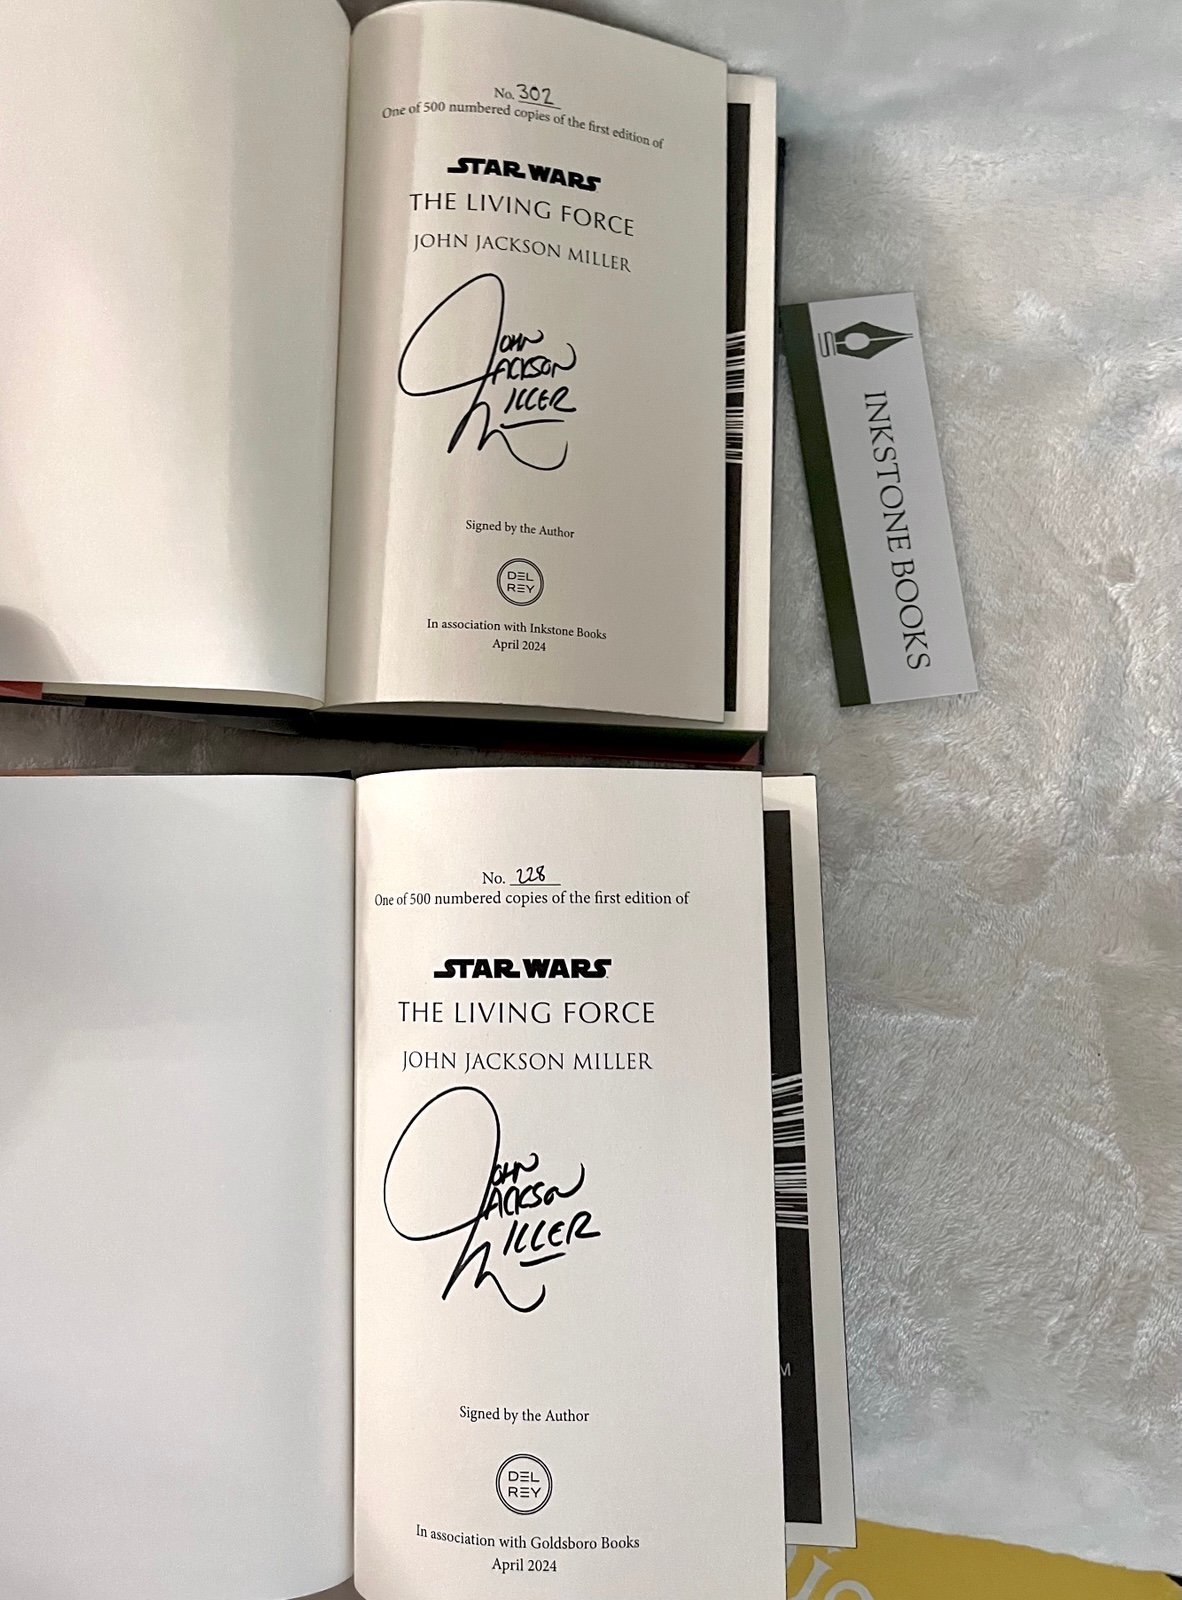 No. 302
One of 500 numbered copies of the first edition of
STAR WARS
THE LIVING FORCE
JOHN JACKSON MILLER
JOHN
JACKSON
MILLER
Signed by the Author
DEL
REY
In association with Inkstone Books
April 2024
INKSTONE BOOKS
No. 228
One of 500 numbered copies of the first edition of
STAR WARS
THE LIVING FORCE
JOHN JACKSON MILLER
JOHN
JACKSON
MILLER
M
Signed by the Author
DEL
REY
In association with Goldsboro Books
April 2024